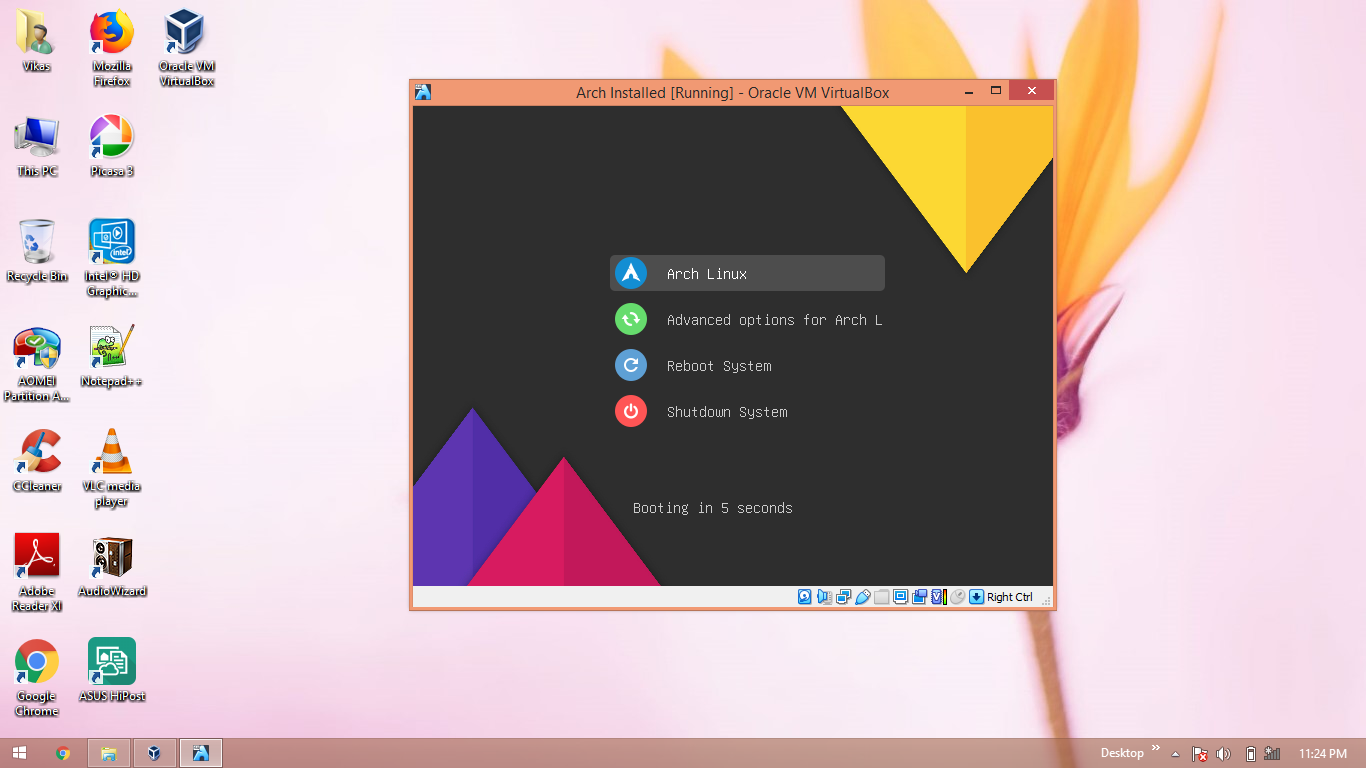 Vikas
Mozilla
Firefox
Oracle VM
VirtualBox
This PC
Picasa 3
Recycle Bin
Intel® HD
Graphic...
AOMEI
Partition A...
Notepad++
CCleaner
VLC media
player
Adobe
Reader XI
AudioWizard
Google
Chrome
ASUS HiPost
Arch Installed [Running] - Oracle VM VirtualBox
Arch Linux
Advanced options for Arch L
Reboot System
Shutdown System
Booting in 5 seconds
Right Ctrl
Desktop
11:24 PM